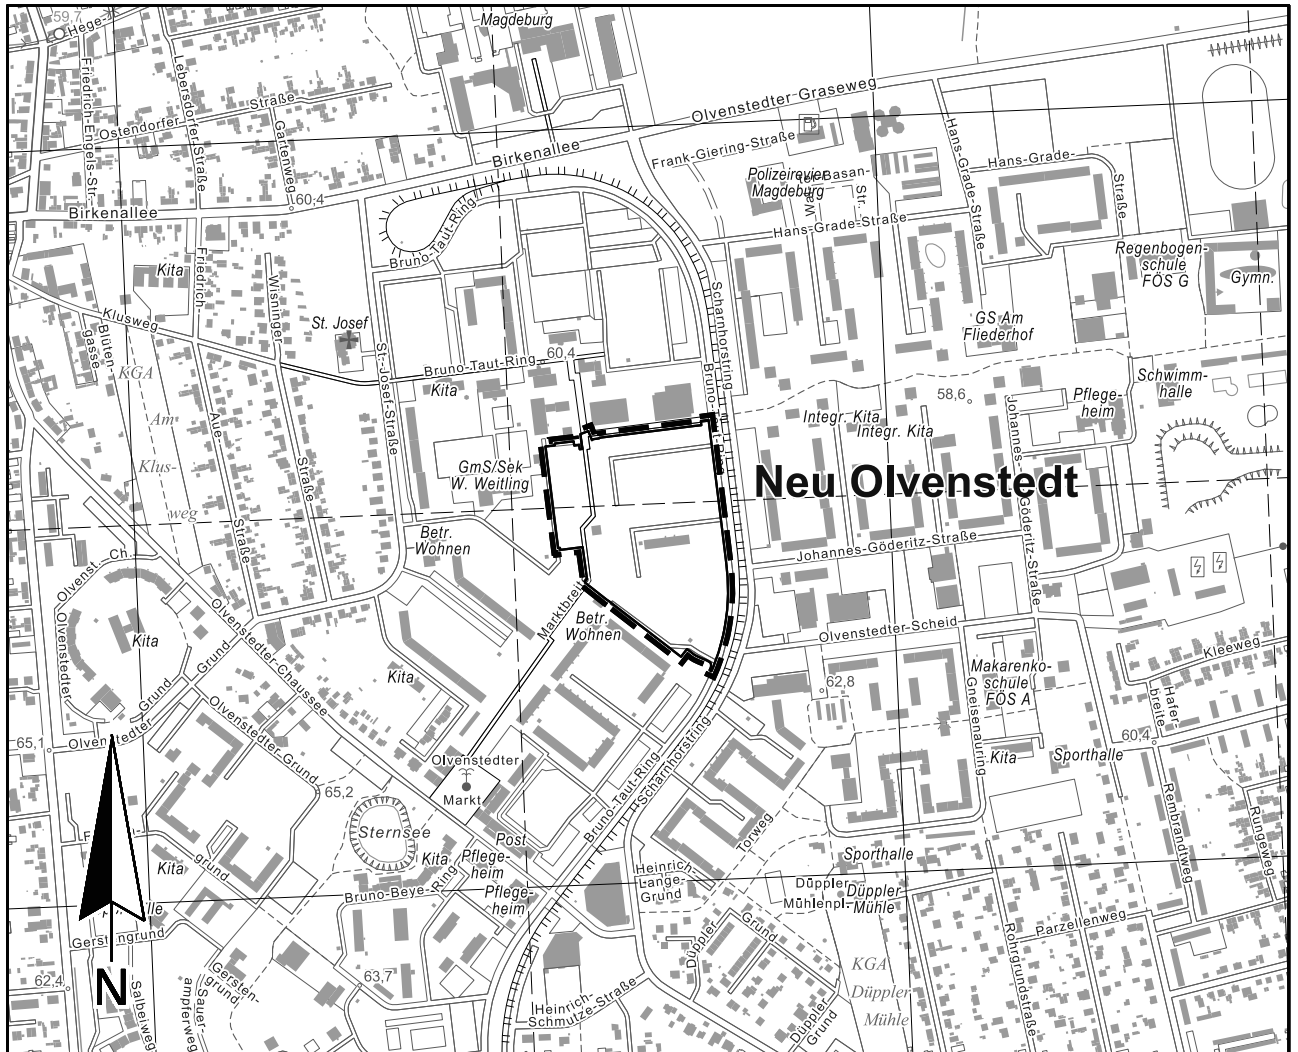 59,7
Hege-
Magdeburg
Friedrich-Engels-Str.
Lebersdorfer-Straße
Ostendorfer
Straße
Gartenweg
Olvenstedter Graseweg
Birkenallee
Frank-Giering-Straße
Polizeirevier
Magdeburg
Basan-
Str.
Hans-Grade-Straße
Hans-Grade-
Straße
Hans-Grade-Straße
60,4
Birkenallee
Bruno-Taut-Ring
Bruno-Taut-Ring
Regenbogen-
schule
FÖS G
Gymn.
Kita
Friedrich-
Wisninger
Klusweg
Blüten-
gasse
St. Josef
St.-Josef-Straße
Bruno-Taut-Ring
60,4
Kita
Scharnhorstring
GS Am
Fliederhof
Schwimm-
halle
Pflege-
heim
58,6
Integr. Kita
Integr. Kita
KGA
Am
Klus-
weg
Aue-
Straße
Straße
GmS/Sek
W. Weitling
Neu Olvenstedt
Johannes-
Göderitz-Straße
Johannes-Göderitz-Straße
Betr.
Wohnen
Olvenst. Ch.
Olvenstedter
Kita
Grund
Grund
Olvenstedter
65,1
Olvenstedter-Chaussee
Olvenstedter-Grund
Marktbreite
Betr.
Wohnen
Kita
Olvenstedter-Scheid
Makarenko-
schule
FÖS A
Gneisenauring
62,8
Kleeweg
Hafer-
breite
60,4
Kita
Sporthalle
Olvenstedter
Markt
65,2
Sternsee
Bruno-Taut-Ring
Scharnhorstring
Torweg
Rembrandtweg
Rungeweg
Post
Pflege-
heim
Kita
Pflege-
heim
Bruno-Beye-Ring
Kita
grund
Heinrich-
Lange-
Grund
Sporthalle
Düppler
Mühlenpl.
Düppler
Mühle
Düppler
Grund
Parzellenweg
Rohrgrundstraße
Gerstengrund
Gersten-
grund
63,7
62,4
N
Salbeiweg
Sauer-
ampferweg
Heinrich-
Schmutze-Straße
KGA
Düppler
Mühle
Düppler
Grund